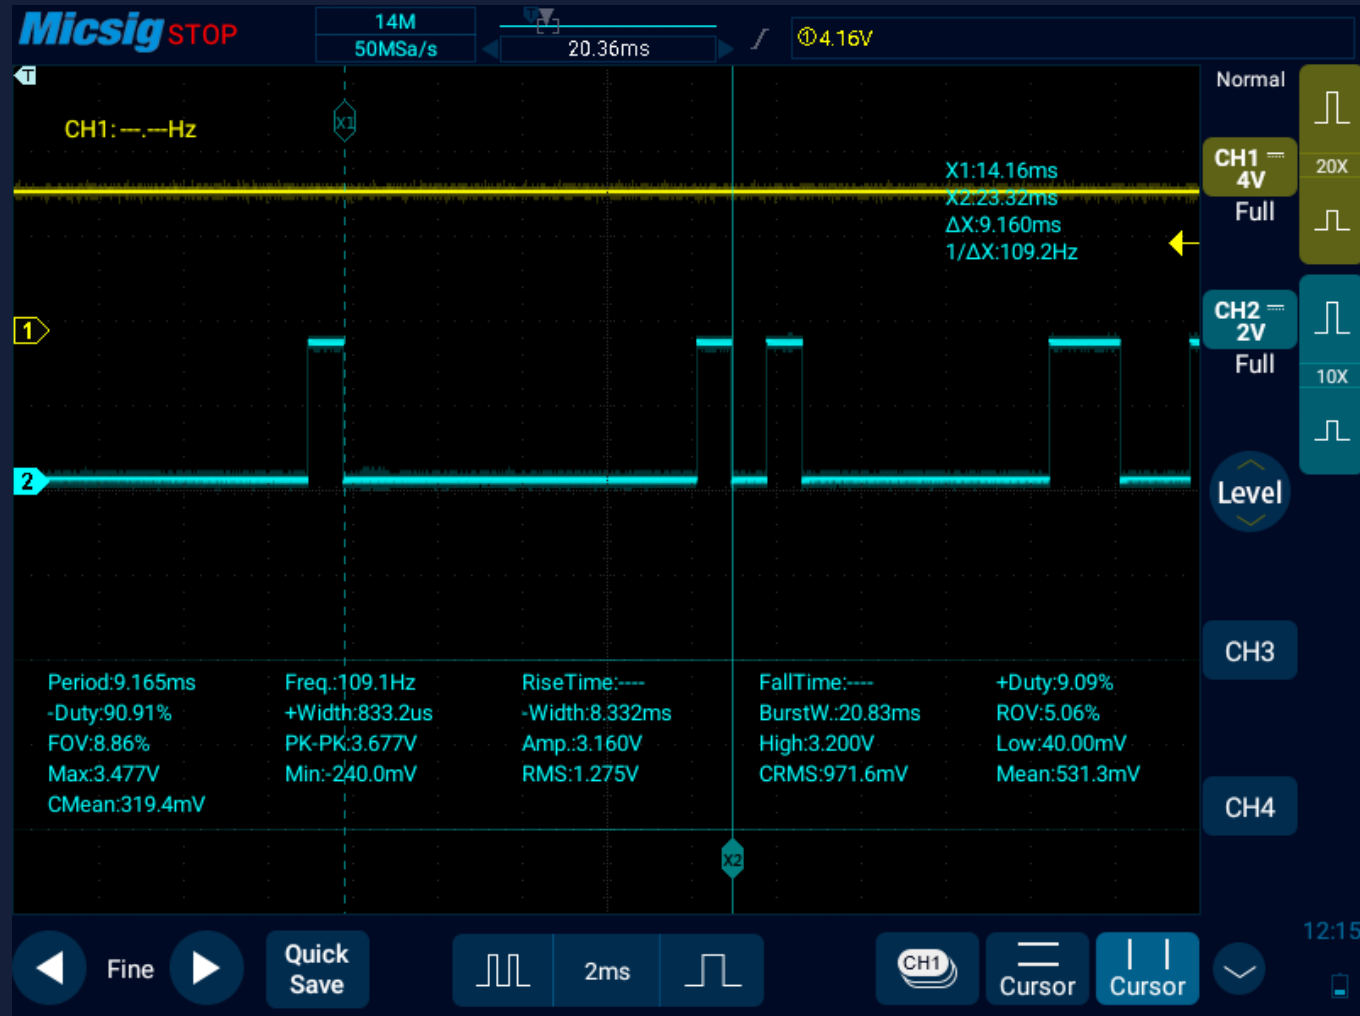 Micsig STOP
14M
50MSa/s
T
20.36ms
①4.16V
T
Normal
CH1: ---.---Hz
X1
CH1
4V
Full
20X
X1:14.16ms
X2:23.32ms
ΔX:9.160ms
1/ΔX:109.2Hz
1
CH2
2V
Full
10X
2
Level
CH3
Period:9.165ms Freq.:109.1Hz RiseTime:---- FallTime:---- +Duty:9.09%
-Duty:90.91% +Width:833.2us -Width:8.332ms BurstW.:20.83ms ROV:5.06%
FOV:8.86% PK-PK:3.677V Amp.:3.160V High:3.200V Low:40.00mV
Max:3.477V Min:-240.0mV RMS:1.275V CRMS:971.6mV Mean:531.3mV
CMean:319.4mV
CH4
X2
12:15
Fine
Quick
Save
2ms
CH1
Cursor
Cursor